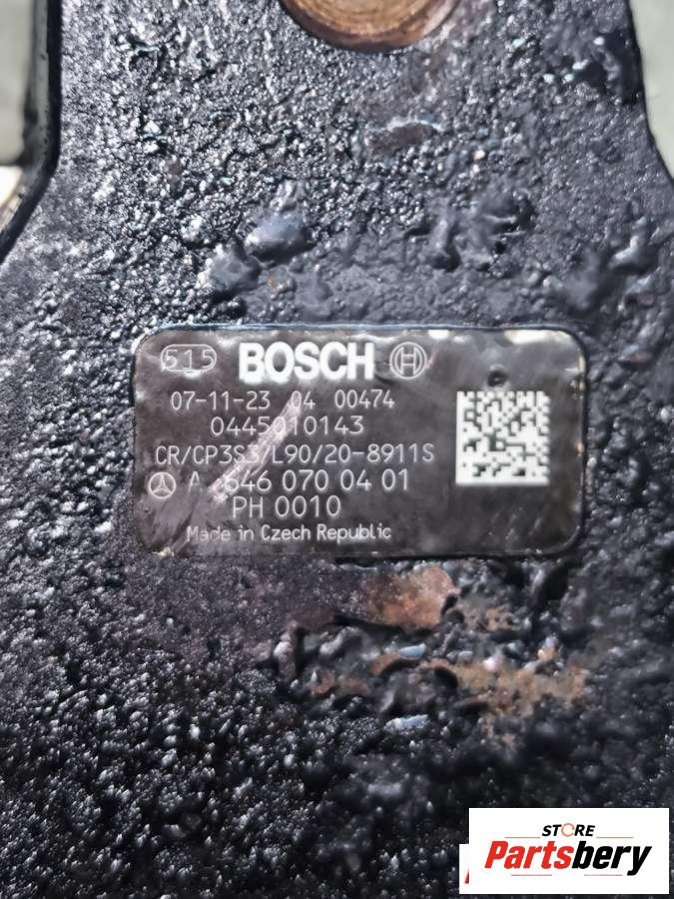 515 BOSCH
07-11-23 04 00474
0445010143
CR/CP3S3/L90/20-8911S
A 646 070 04 01
PH 0010
Made in Czech Republic
STORE
Partsbery